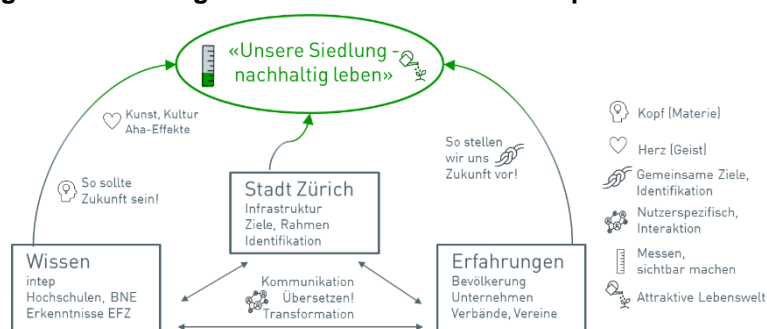 «Unsere Siedlung -
nachhaltig leben»
Kunst, Kultur
Aha-Effekte
So sollte
Zukunft sein!
So stellen
wir uns
Zukunft vor!
Stadt Zürich
Infrastruktur
Ziele, Rahmen
Identifikation
Wissen
intep
Hochschulen, BNE
Erkenntnisse EFZ
Kommunikation
Übersetzen!
Transformation
Erfahrungen
Bevölkerung
Unternehmen
Verbände, Vereine
Kopf (Materie)
Herz (Geist)
Gemeinsame Ziele,
Identifikation
Nutzerspezifisch,
Interaktion
Messen,
sichtbar machen
Attraktive Lebenswelt